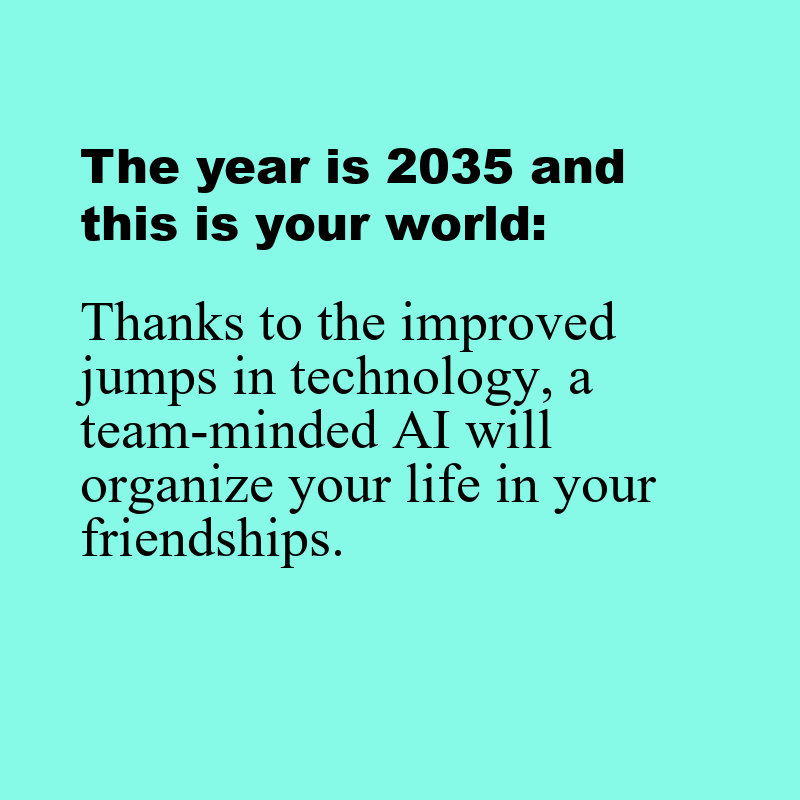 The year is 2035 and
this is your world:
Thanks to the improved
jumps in technology, a
team-minded AI will
organize your life in your
friendships.